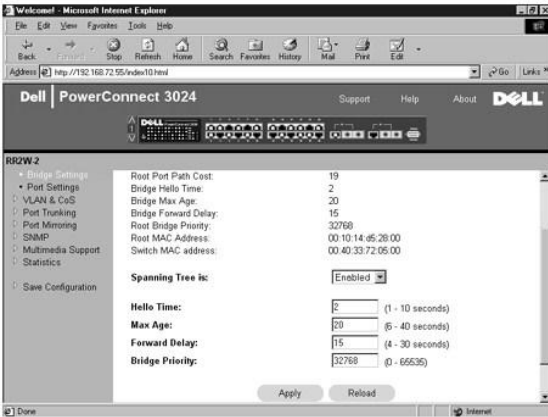 Welcome! - Microsoft Internet Explorer
File Edit View Favorites Tools Help
Back Forward Stop Refresh Home Search Favorites History Mail Print Edit
Address http://192.168.72.55/index10.html Go Links »
Dell PowerConnect 3024
Support Help About DELL
DELL
RR2W-2
Bridge Settings
Port Settings
VLAN & CoS
Port Trunking
Port Mirroring
SNMP
Multimedia Support
Statistics
Save Configuration
Root Port Path Cost: 19
Bridge Hello Time: 2
Bridge Max Age: 20
Bridge Forward Delay: 15
Root Bridge Priority: 32768
Root MAC Address: 00:10:14:d5:28:00
Switch MAC address: 00:40:33:72:05:00
Spanning Tree is: Enabled
Hello Time: 2 (1 - 10 seconds)
Max Age: 20 (6 - 40 seconds)
Forward Delay: 15 (4 - 30 seconds)
Bridge Priority: 32768 (0 - 65535)
Apply Reload
Done Internet